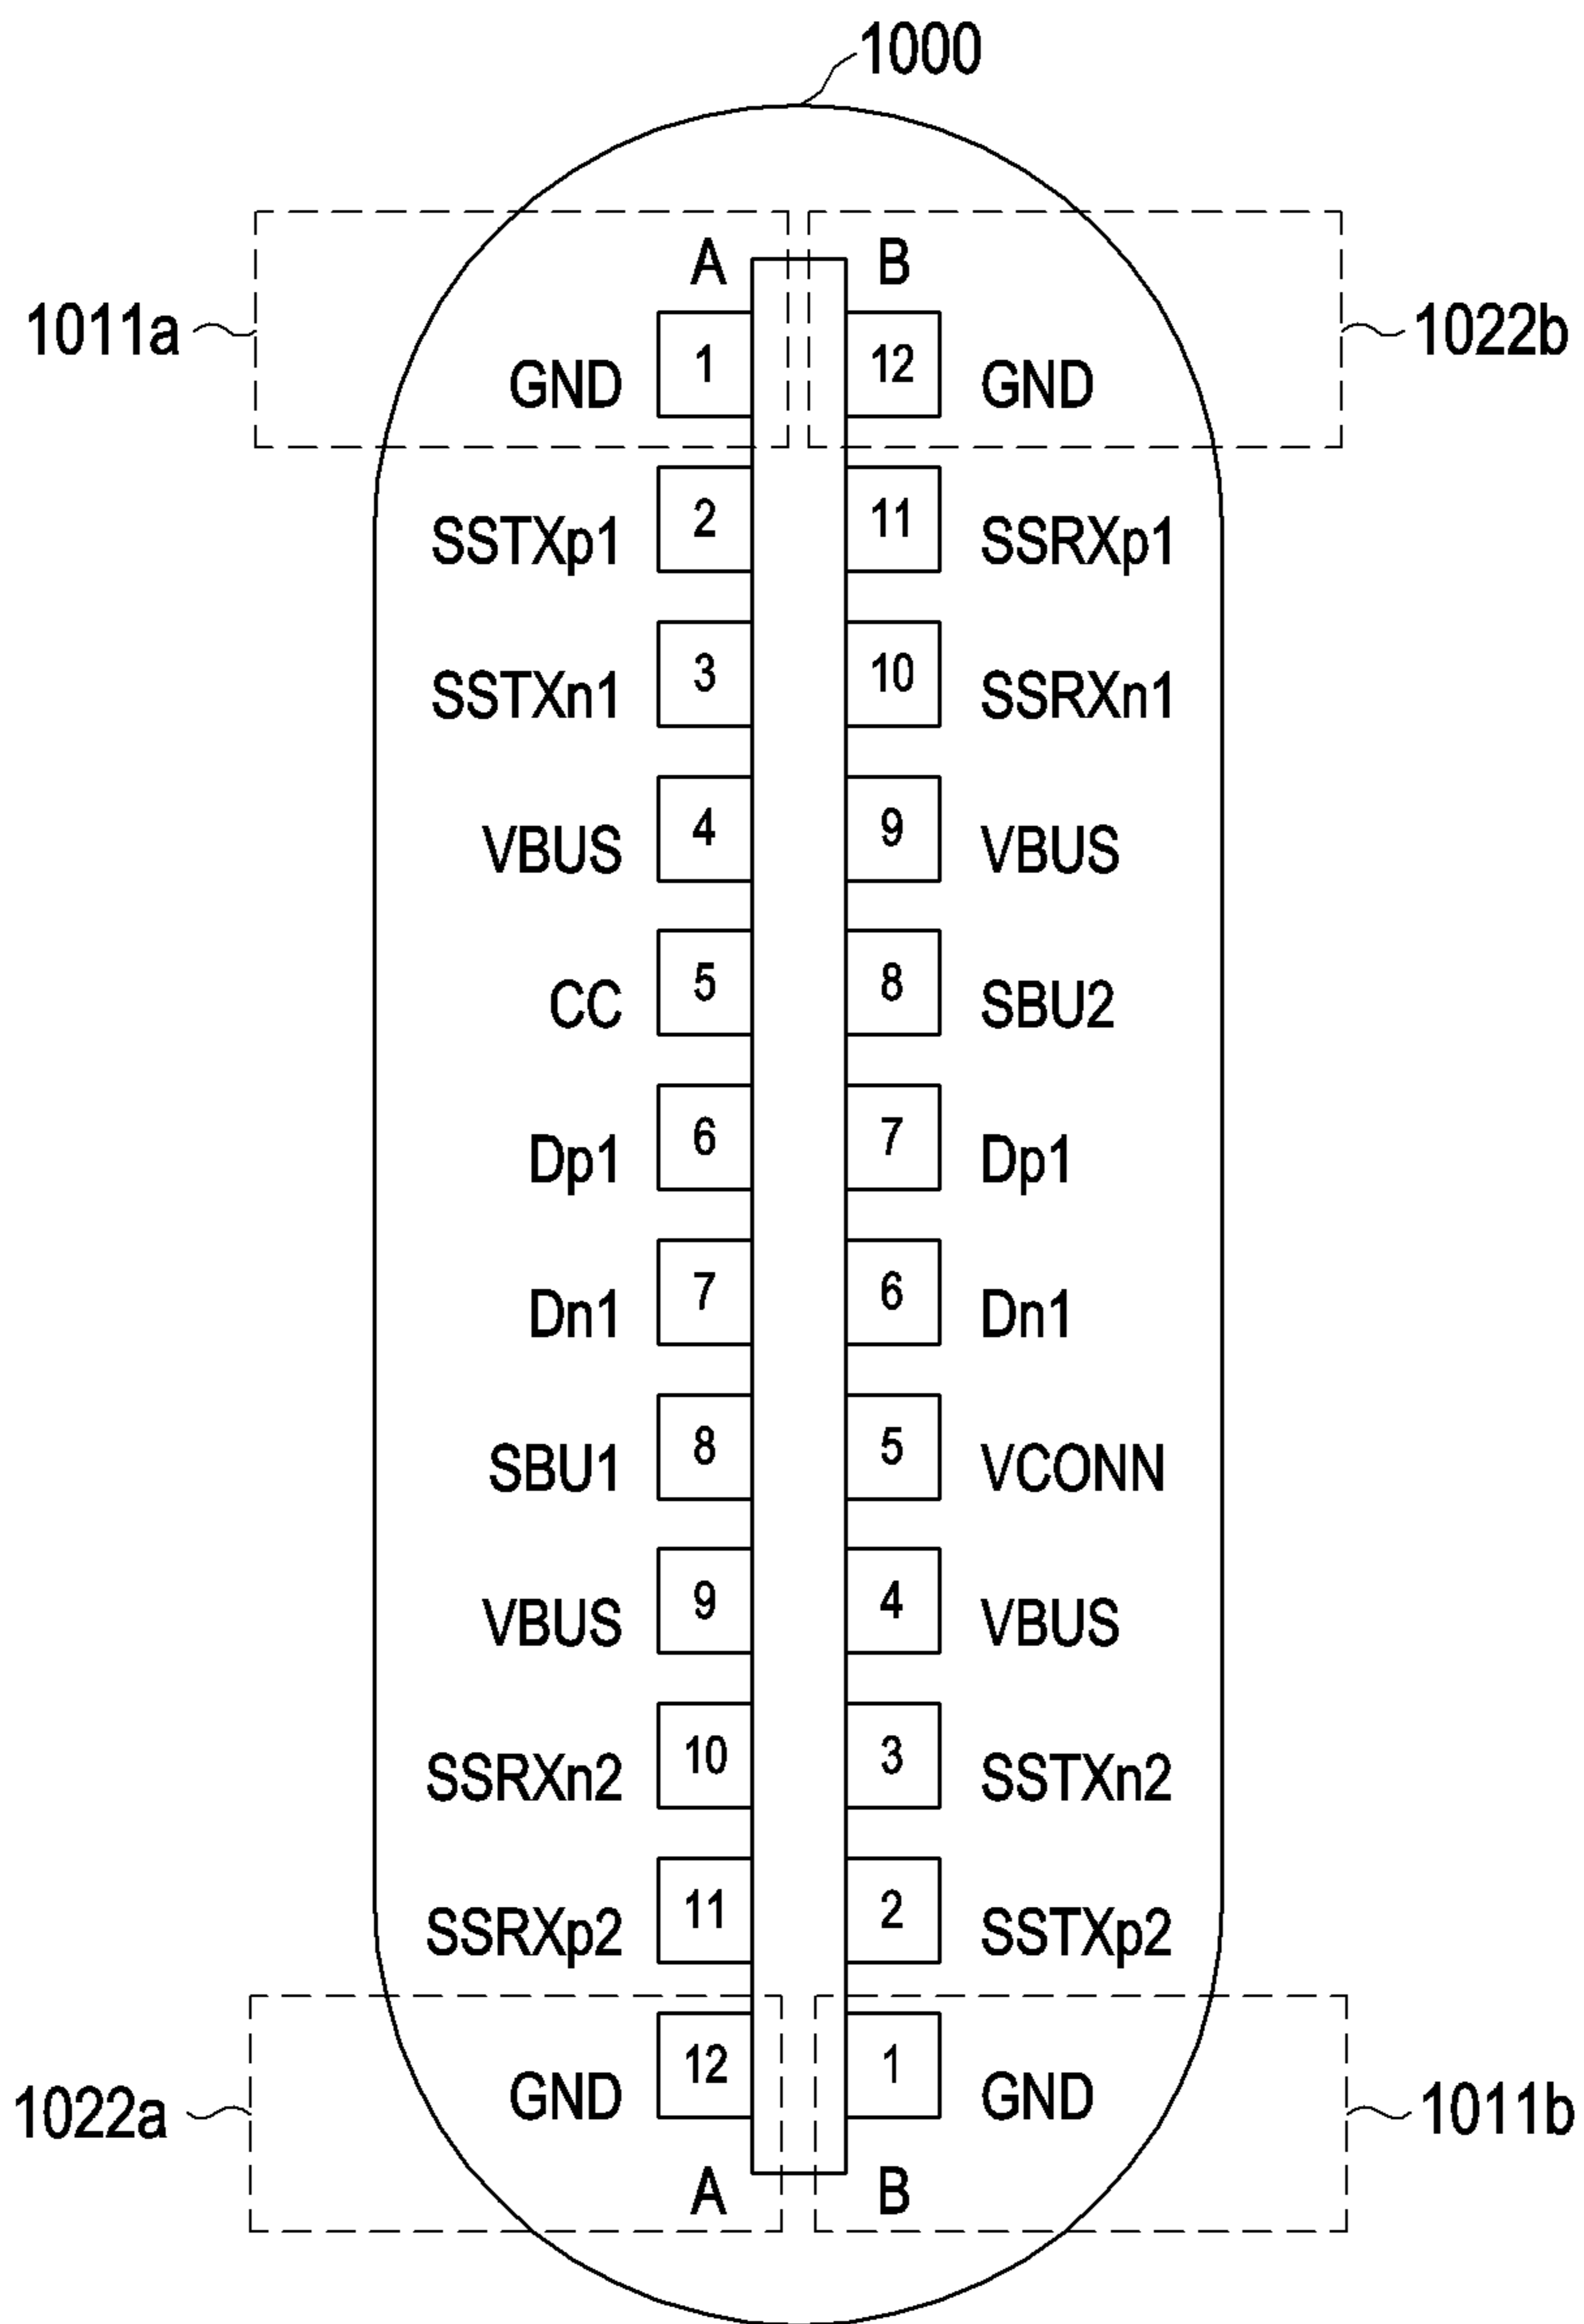 1000
A B
1011a GND 1 12 GND 1022b
SSTXp1 2 11 SSRXp1
SSTXn1 3 10 SSRXn1
VBUS 4 9 VBUS
CC 5 8 SBU2
Dp1 6 7 Dp1
Dn1 7 6 Dn1
SBU1 8 5 VCONN
VBUS 9 4 VBUS
SSRXn2 10 3 SSTXn2
SSRXp2 11 2 SSTXp2
1022a GND 12 1 GND 1011b
A B